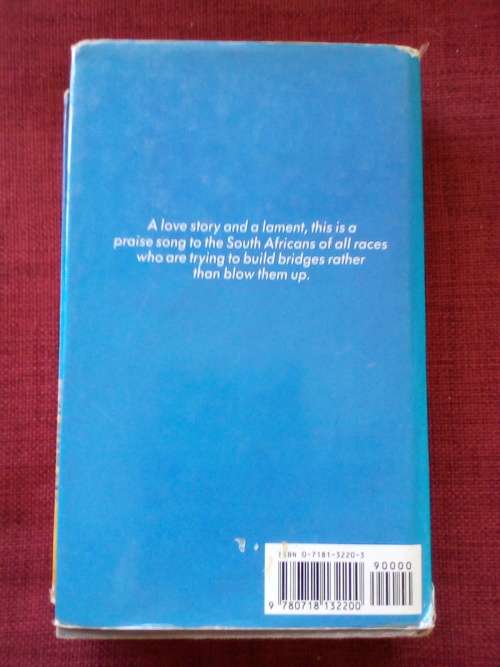 A love story and a lament, this is a
praise song to the South Africans of all races
who are trying to build bridges rather
than blow them up.
ISBN 0-7181-3220-3
90000
9 780718 132200